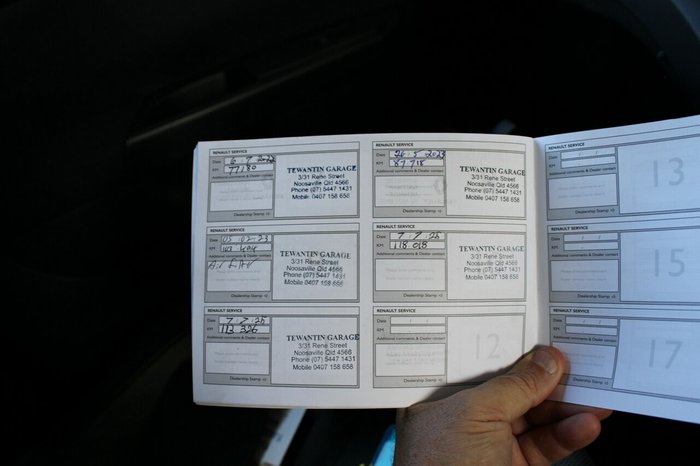 RENAULT SERVICE
Date 6 . 7 . 2022
KM 77180
Additional comments & Dealer contact
TEWANTIN GARAGE
3/31 Rene Street
Noosaville Qld 4566
Phone (07) 5447 1431
Mobile 0407 158 658
Dealership Stamp
RENAULT SERVICE
Date 26 . 5 . 2023
KM 87718
Additional comments & Dealer contact
TEWANTIN GARAGE
3/31 Rene Street
Noosaville Qld 4566
Phone (07) 5447 1431
Mobile 0407 158 658
Dealership Stamp
RENAULT SERVICE
Date / /
KM
Additional comments & Dealer contact
13
Dealership Stamp
RENAULT SERVICE
Date
KM
Additional comments & Dealer contact
TEWANTIN GARAGE
3/31 Rene Street
Noosaville Qld 4566
Phone (07) 5447 1431
Mobile 0407 158 658
Dealership Stamp
RENAULT SERVICE
Date 7 . 7 . 25
KM 118 018
Additional comments & Dealer contact
TEWANTIN GARAGE
3/31 Rene Street
Noosaville Qld 4566
Phone (07) 5447 1431
Mobile 0407 158 658
Dealership Stamp
RENAULT SERVICE
Date / /
KM
Additional comments & Dealer contact
15
Dealership Stamp
RENAULT SERVICE
Date 7 . 7 . 25
KM 112 326
Additional comments & Dealer contact
TEWANTIN GARAGE
3/31 Rene Street
Noosaville Qld 4566
Phone (07) 5447 1431
Mobile 0407 158 658
Dealership Stamp
RENAULT SERVICE
Date / /
KM
Additional comments & Dealer contact
12
Dealership Stamp
RENAULT SERVICE
Date / /
KM
Additional comments & Dealer contact
17
Dealership Stamp